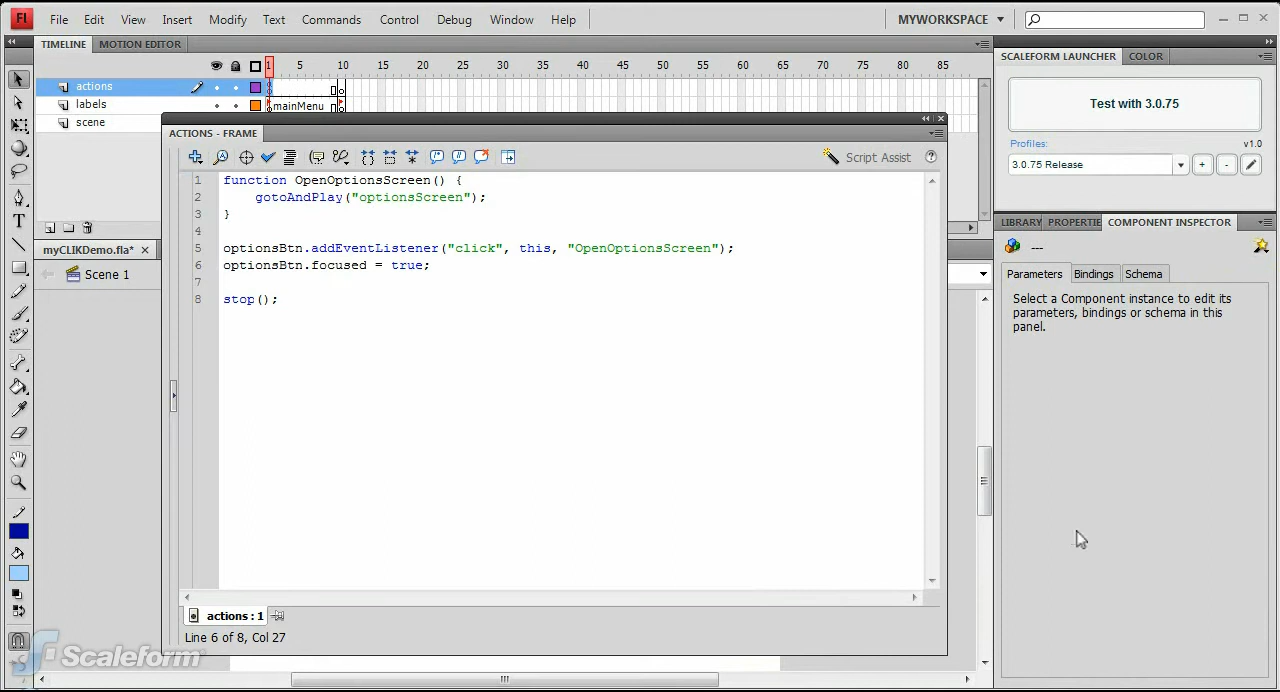 Fl File Edit View Insert Modify Text Commands Control Debug Window Help MYWORKSPACE
TIMELINE MOTION EDITOR
1 5 10 15 20 25 30 35 40 45 50 55 60 65 70 75 80 85
actions
labels mainMenu
scene
myCLIKDemo.fla*
Scene 1
ACTIONS - FRAME
Script Assist
1 function OpenOptionsScreen() {
2 gotoAndPlay("optionsScreen");
3 }
4
5 optionsBtn.addEventListener("click", this, "OpenOptionsScreen");
6 optionsBtn.focused = true;
7
8 stop();
actions : 1
Line 6 of 8, Col 27
SCALEFORM LAUNCHER COLOR
Test with 3.0.75
Profiles: v1.0
3.0.75 Release + -
LIBRARY PROPERTIE COMPONENT INSPECTOR
---
Parameters Bindings Schema
Select a Component instance to edit its
parameters, bindings or schema in this
panel.
Scaleform